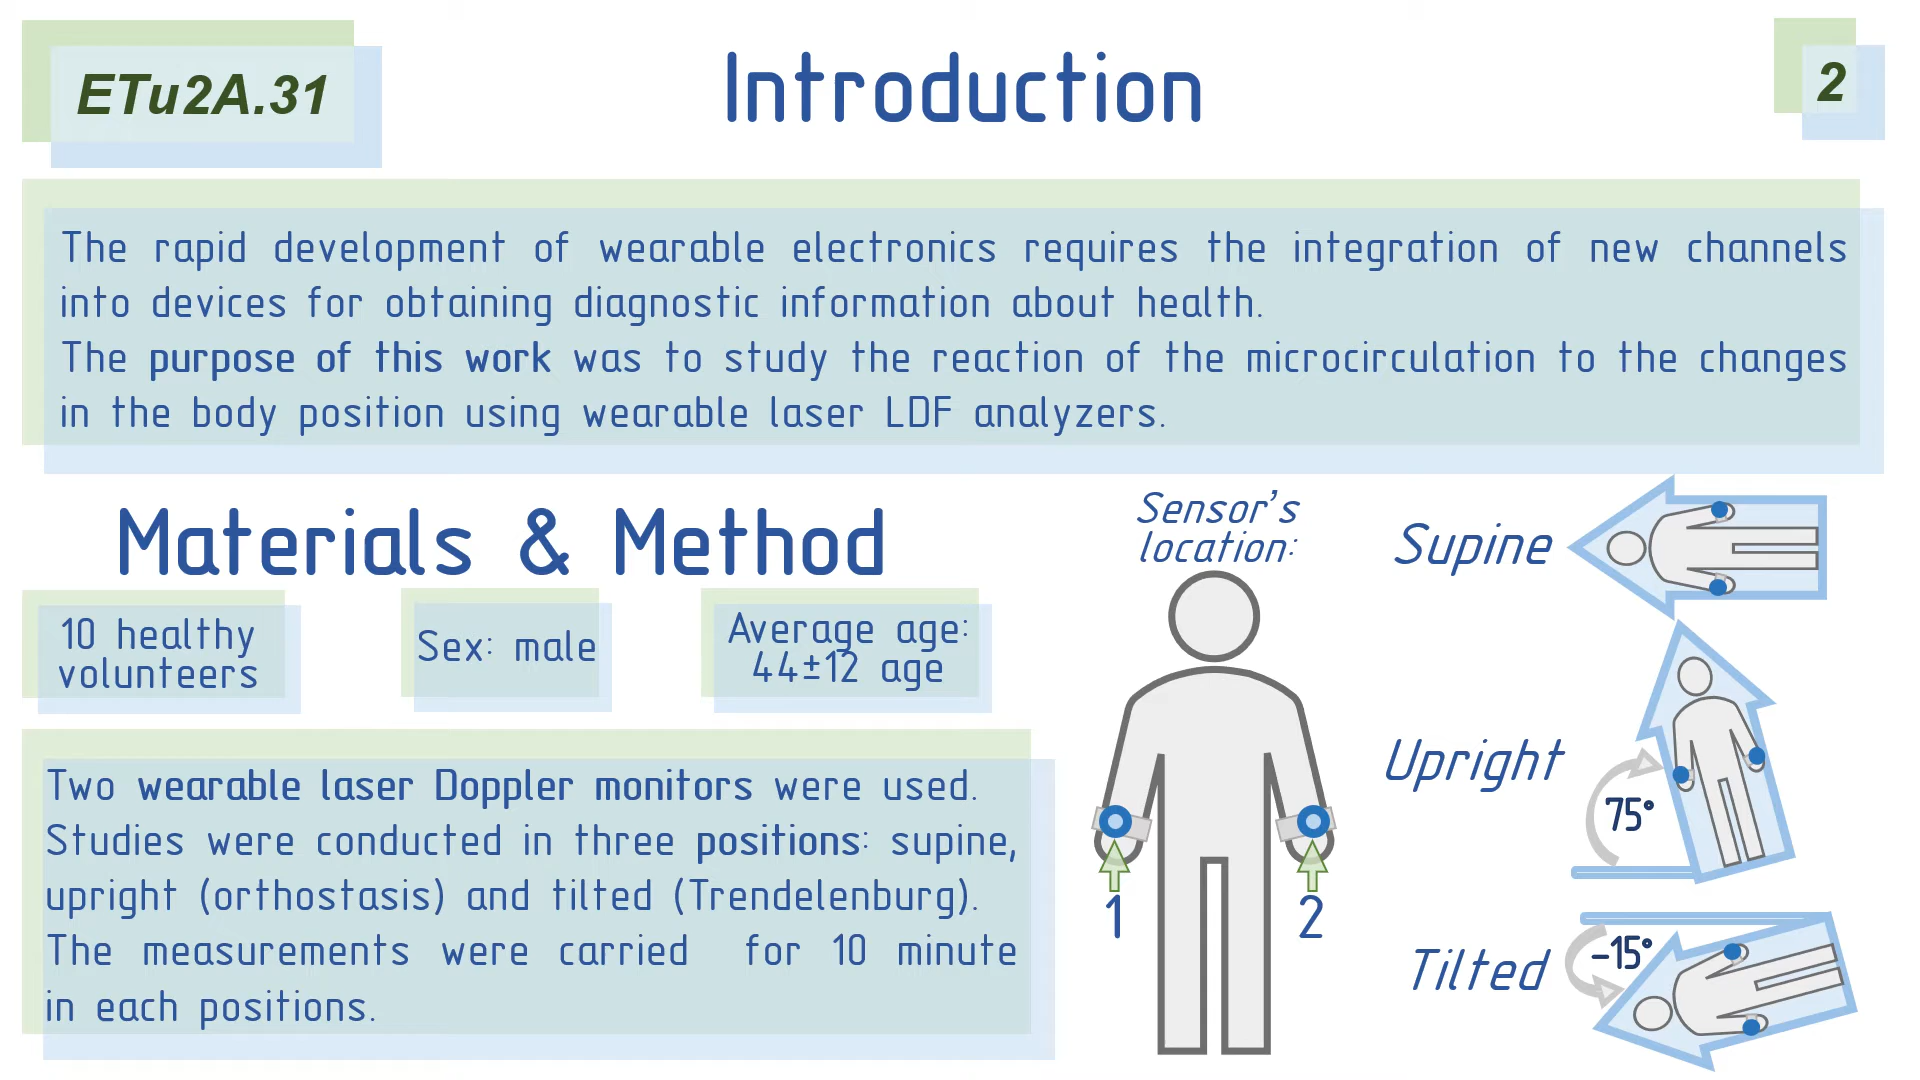 ETu2A.31
Introduction
2
The rapid development of wearable electronics requires the integration of new channels
into devices for obtaining diagnostic information about health.
The purpose of this work was to study the reaction of the microcirculation to the changes
in the body position using wearable laser LDF analyzers.
Materials & Method
10 healthy
volunteers
Sex: male
Average age:
44±12 age
Two wearable laser Doppler monitors were used.
Studies were conducted in three positions: supine,
upright (orthostasis) and tilted (Trendelenburg).
The measurements were carried for 10 minute
in each positions.
Sensor's
location:
1
2
Supine
Upright
75°
Tilted
-15°